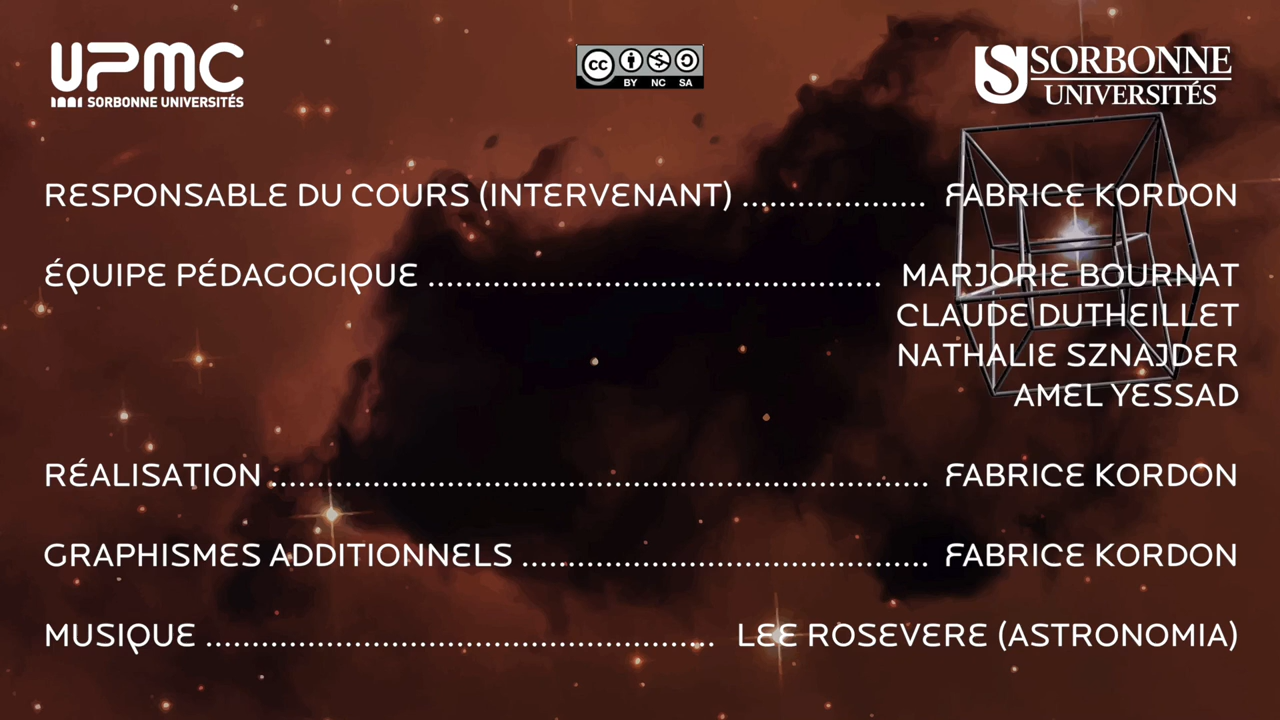 UPMC
SORBONNE UNIVERSITÉS
CC BY NC SA
SORBONNE
UNIVERSITÉS
RESPONSABLE DU COURS (INTERVENANT) .................... FABRICE KORDON
ÉQUIPE PÉDAGOGIQUE ................................................. MARJORIE BOURNAT
CLAUDE DUTHEILLET
NATHALIE SZNAJDER
AMEL YESSAD
RÉALISATION ....................................................................... FABRICE KORDON
GRAPHISMES ADDITIONNELS ............................................ FABRICE KORDON
MUSIQUE ....................................................... LEE ROSEVERE (ASTRONOMIA)